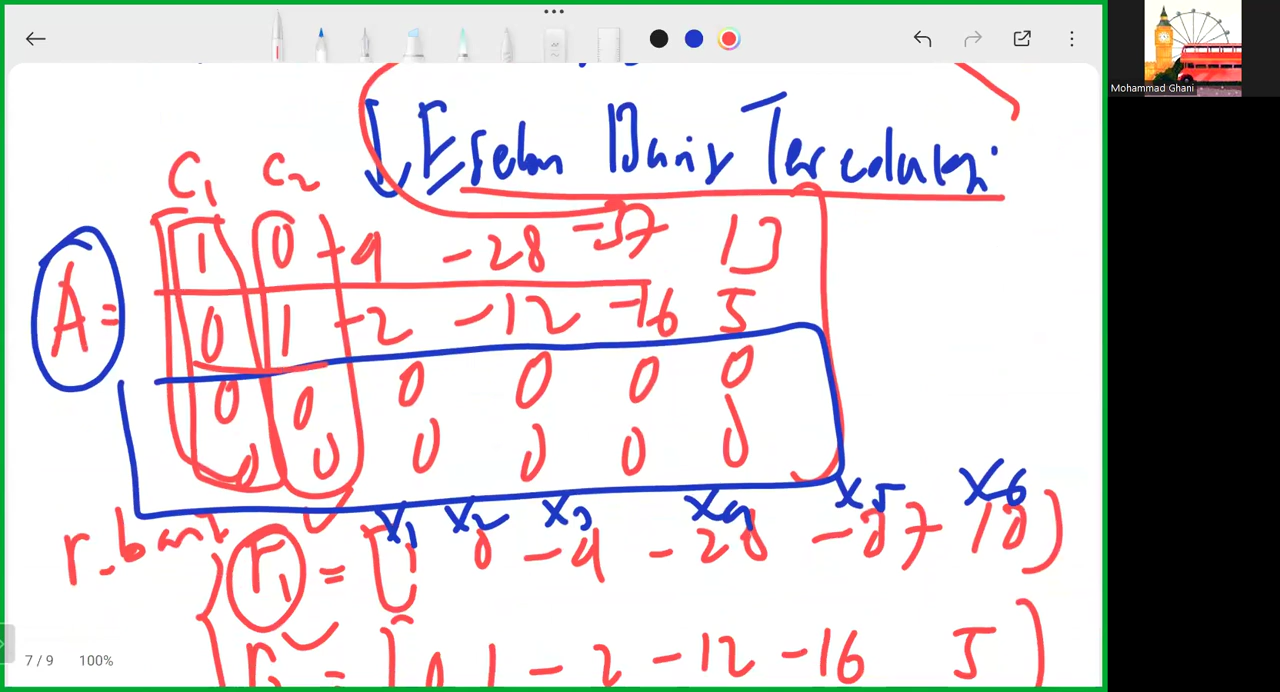 Eselon Baris Tereduksi
C1 C2
A =
1 0 -4 -28 -37 13
0 1 -2 -12 -16 5
0 0 0 0 0 0
0 0 0 0 0 0
x1 x2 x3 x4 x5 x6
r. baris
r1 = [1 0 -4 -28 -37 13]
r2 = [0 1 -2 -12 -16 5]
7 / 9 100%
Mohammad Ghani